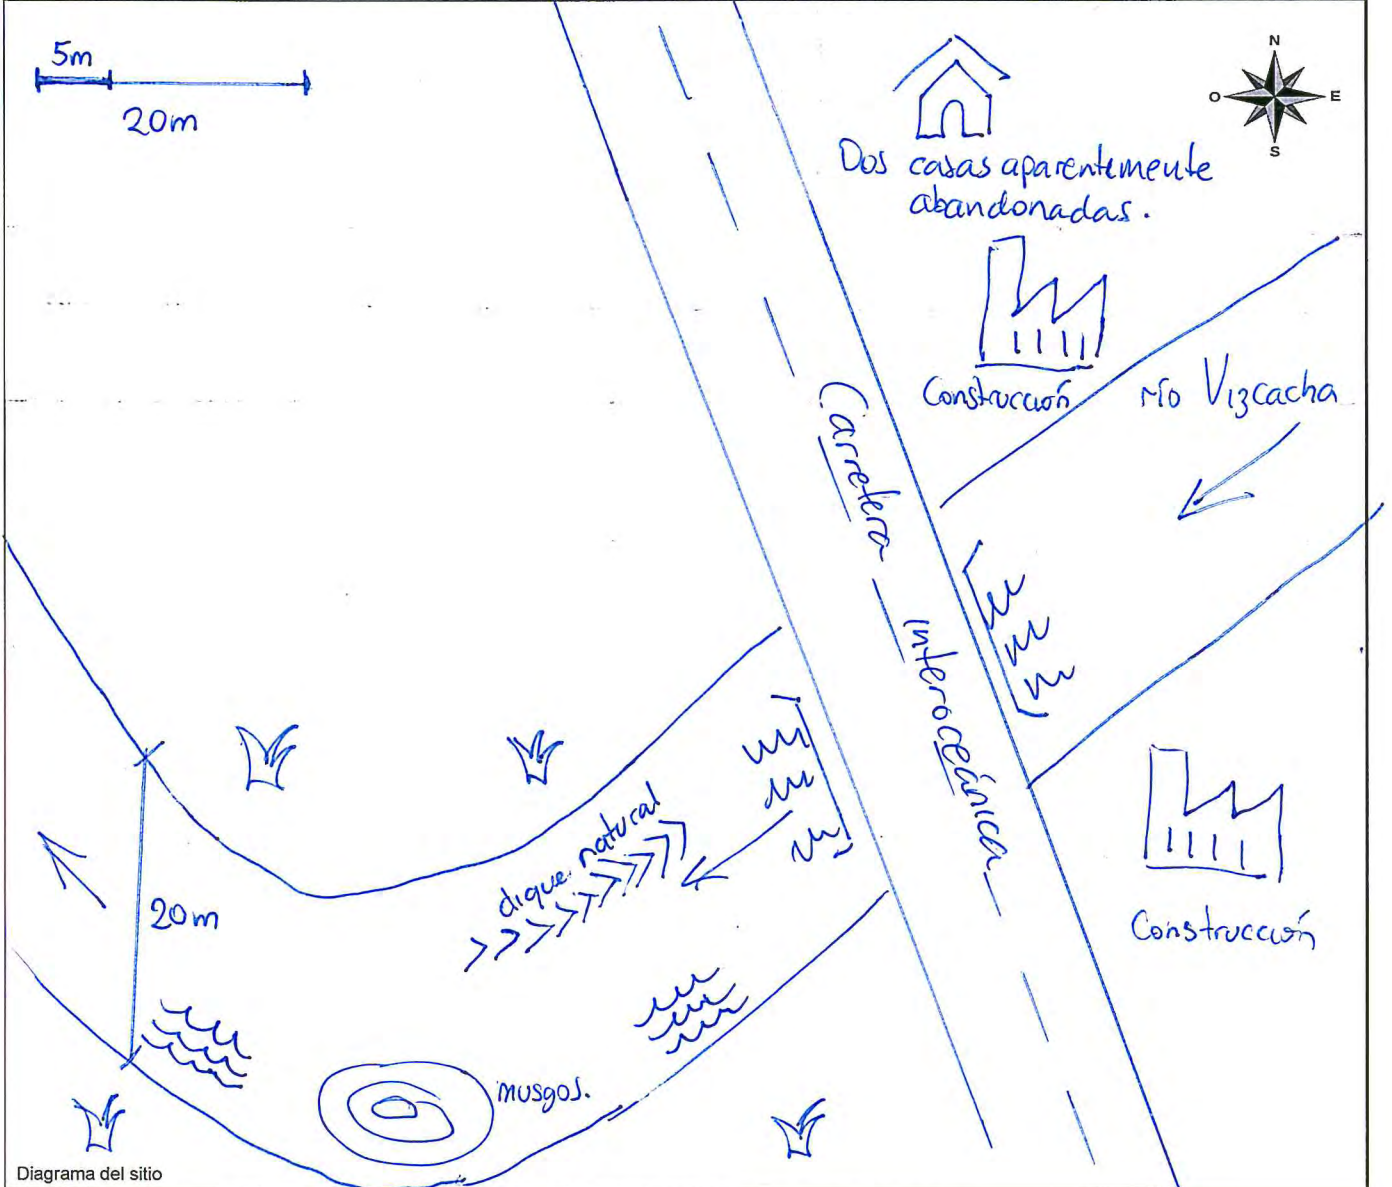 5m
20m
N
O
E
S
Dos casas aparentemente
abandonadas.
Construcción
río Vizcacha
Carretera interoceánica
dique natural
20m
Construcción
musgos.
Diagrama del sitio